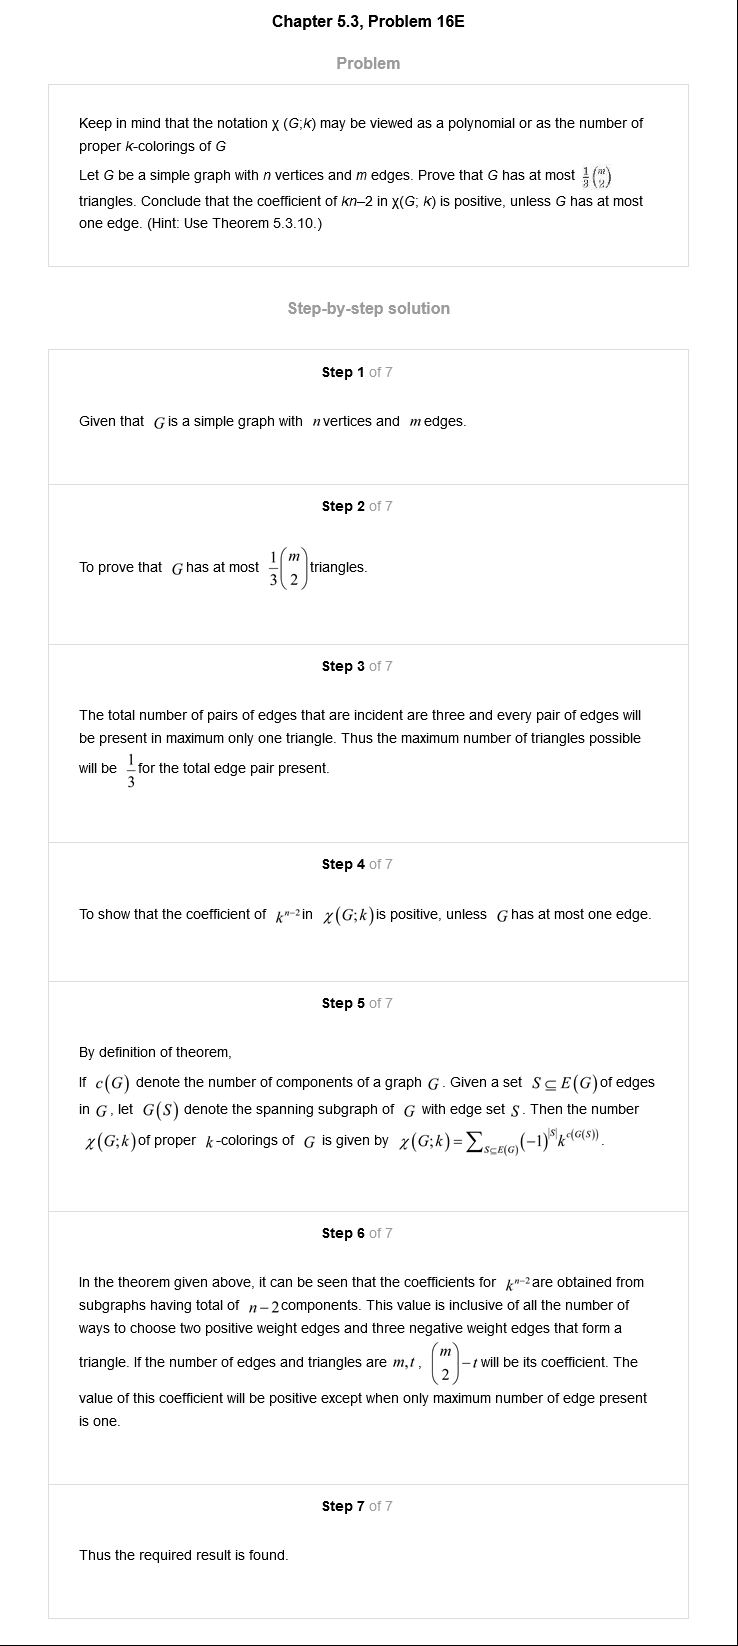 Chapter 5.3, Problem 16E
Problem
Keep in mind that the notation χ (G;k) may be viewed as a polynomial or as the number of
proper k-colorings of G
Let G be a simple graph with n vertices and m edges. Prove that G has at most 1/3 (m 2)
triangles. Conclude that the coefficient of kn–2 in χ(G; k) is positive, unless G has at most
one edge. (Hint: Use Theorem 5.3.10.)
Step-by-step solution
Step 1 of 7
Given that G is a simple graph with n vertices and m edges.
Step 2 of 7
To prove that G has at most 1/3 (m 2) triangles.
Step 3 of 7
The total number of pairs of edges that are incident are three and every pair of edges will
be present in maximum only one triangle. Thus the maximum number of triangles possible
will be 1/3 for the total edge pair present.
Step 4 of 7
To show that the coefficient of k^{n-2} in χ(G;k) is positive, unless G has at most one edge.
Step 5 of 7
By definition of theorem,
If c(G) denote the number of components of a graph G. Given a set S ⊆ E(G) of edges
in G, let G(S) denote the spanning subgraph of G with edge set S. Then the number
χ(G;k) of proper k-colorings of G is given by χ(G;k) = ∑_{S⊆E(G)} (−1)^{|S|} k^{c(G(S))}.
Step 6 of 7
In the theorem given above, it can be seen that the coefficients for k^{n-2} are obtained from
subgraphs having total of n−2 components. This value is inclusive of all the number of
ways to choose two positive weight edges and three negative weight edges that form a
triangle. If the number of edges and triangles are m,t, (m 2) −t will be its coefficient. The
value of this coefficient will be positive except when only maximum number of edge present
is one.
Step 7 of 7
Thus the required result is found.